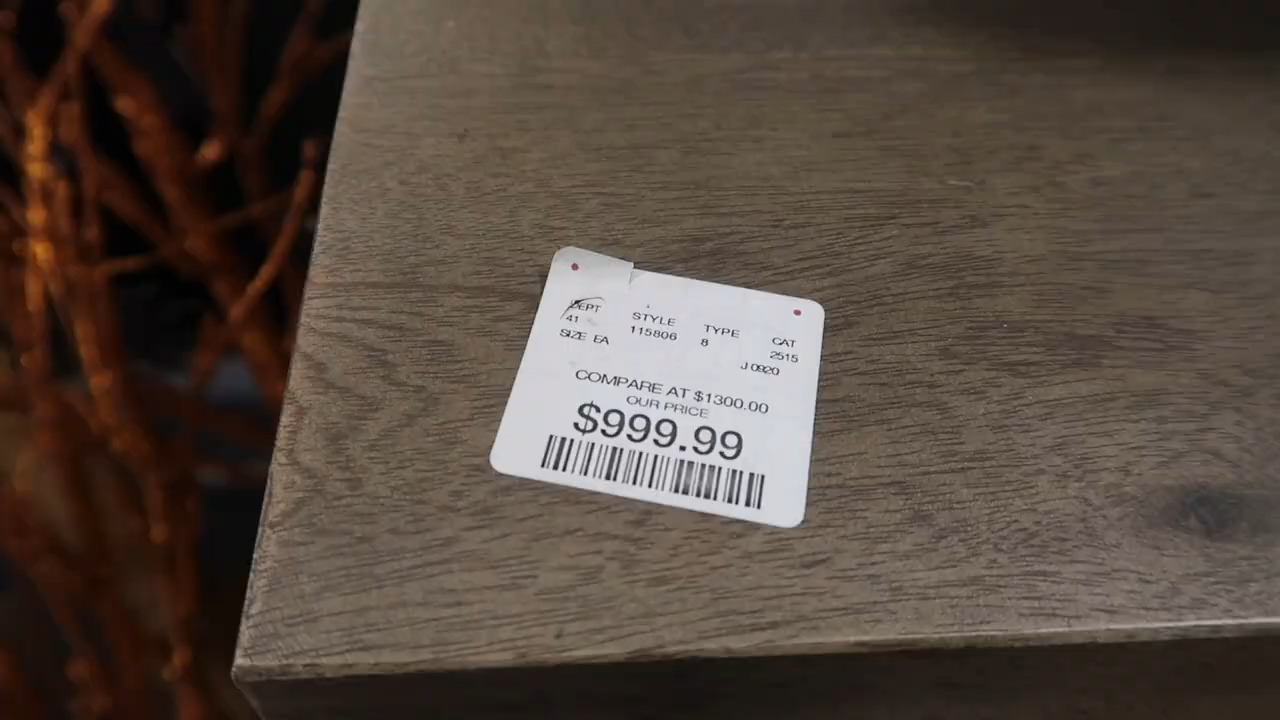 DEPT STYLE TYPE CAT
41 115806 8 2515
SIZE EA J 0920
COMPARE AT $1300.00
OUR PRICE
$999.99